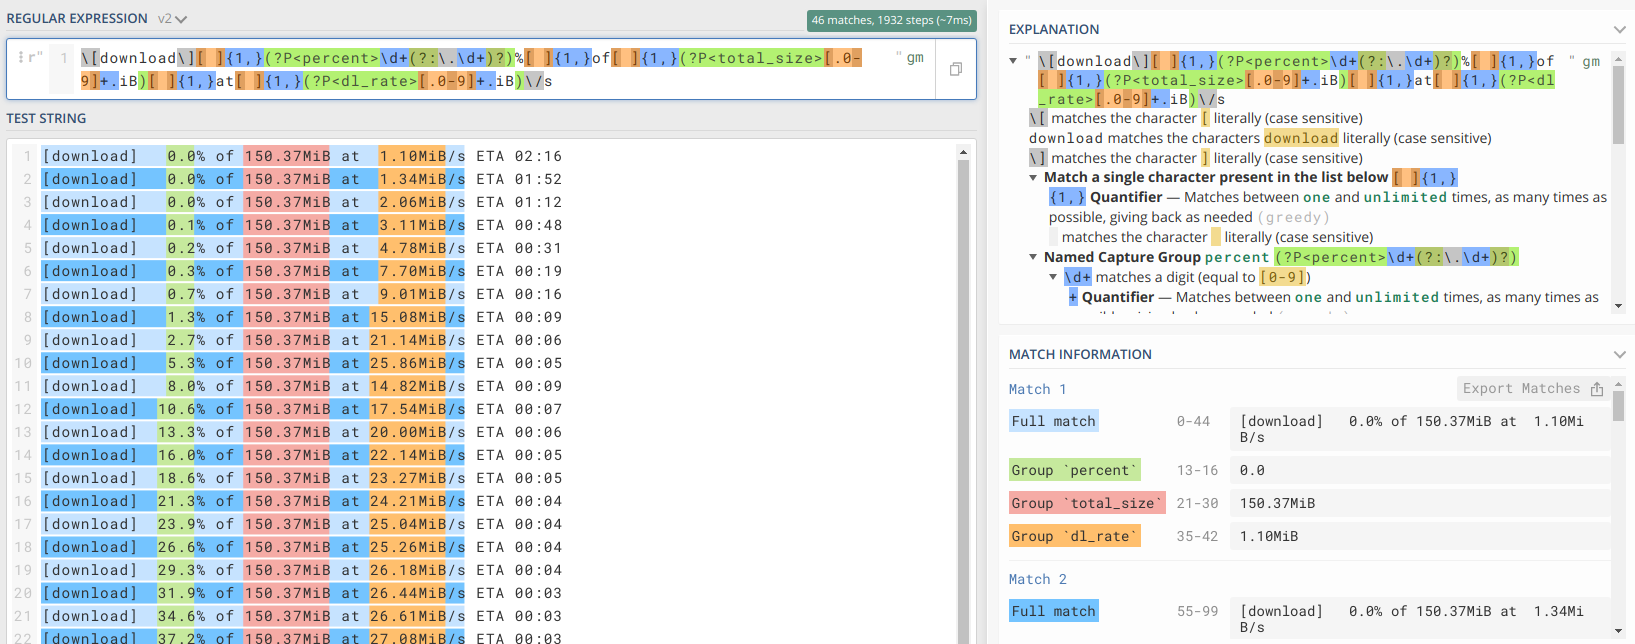 REGULAR EXPRESSION v2
46 matches, 1932 steps (~7ms)
r" 1 \[download\][ ]{1,}(?P<percent>\d+(?:\.\d+)?)%[ ]{1,}of[ ]{1,}(?P<total_size>[.0-
9]+.iB)[ ]{1,}at[ ]{1,}(?P<dl_rate>[.0-9]+.iB)\/s
" gm
TEST STRING
1 [download]   0.0% of 150.37MiB at  1.10MiB/s ETA 02:16
2 [download]   0.0% of 150.37MiB at  1.34MiB/s ETA 01:52
3 [download]   0.0% of 150.37MiB at  2.06MiB/s ETA 01:12
4 [download]   0.1% of 150.37MiB at  3.11MiB/s ETA 00:48
5 [download]   0.2% of 150.37MiB at  4.78MiB/s ETA 00:31
6 [download]   0.3% of 150.37MiB at  7.70MiB/s ETA 00:19
7 [download]   0.7% of 150.37MiB at  9.01MiB/s ETA 00:16
8 [download]   1.3% of 150.37MiB at 15.08MiB/s ETA 00:09
9 [download]   2.7% of 150.37MiB at 21.14MiB/s ETA 00:06
10 [download]   5.3% of 150.37MiB at 25.86MiB/s ETA 00:05
11 [download]   8.0% of 150.37MiB at 14.82MiB/s ETA 00:09
12 [download]  10.6% of 150.37MiB at 17.54MiB/s ETA 00:07
13 [download]  13.3% of 150.37MiB at 20.00MiB/s ETA 00:06
14 [download]  16.0% of 150.37MiB at 22.14MiB/s ETA 00:05
15 [download]  18.6% of 150.37MiB at 23.27MiB/s ETA 00:05
16 [download]  21.3% of 150.37MiB at 24.21MiB/s ETA 00:04
17 [download]  23.9% of 150.37MiB at 25.04MiB/s ETA 00:04
18 [download]  26.6% of 150.37MiB at 25.26MiB/s ETA 00:04
19 [download]  29.3% of 150.37MiB at 26.18MiB/s ETA 00:04
20 [download]  31.9% of 150.37MiB at 26.44MiB/s ETA 00:03
21 [download]  34.6% of 150.37MiB at 26.61MiB/s ETA 00:03
22 [download]  37.2% of 150.37MiB at 27.08MiB/s ETA 00:03
EXPLANATION
" \[download\][ ]{1,}(?P<percent>\d+(?:\.\d+)?)%[ ]{1,}of " gm
[ ]{1,}(?P<total_size>[.0-9]+.iB)[ ]{1,}at[ ]{1,}(?P<dl
_rate>[.0-9]+.iB)\/s
\[ matches the character [ literally (case sensitive)
download matches the characters download literally (case sensitive)
\] matches the character ] literally (case sensitive)
Match a single character present in the list below [ ]{1,}
{1,} Quantifier — Matches between one and unlimited times, as many times as
possible, giving back as needed (greedy)
matches the character literally (case sensitive)
Named Capture Group percent (?P<percent>\d+(?:\.\d+)?)
\d+ matches a digit (equal to [0-9])
+ Quantifier — Matches between one and unlimited times, as many times as
MATCH INFORMATION
Match 1
Export Matches
Full match 0-44 [download]   0.0% of 150.37MiB at  1.10Mi
B/s
Group `percent` 13-16 0.0
Group `total_size` 21-30 150.37MiB
Group `dl_rate` 35-42 1.10MiB
Match 2
Full match 55-99 [download]   0.0% of 150.37MiB at  1.34Mi
B/s